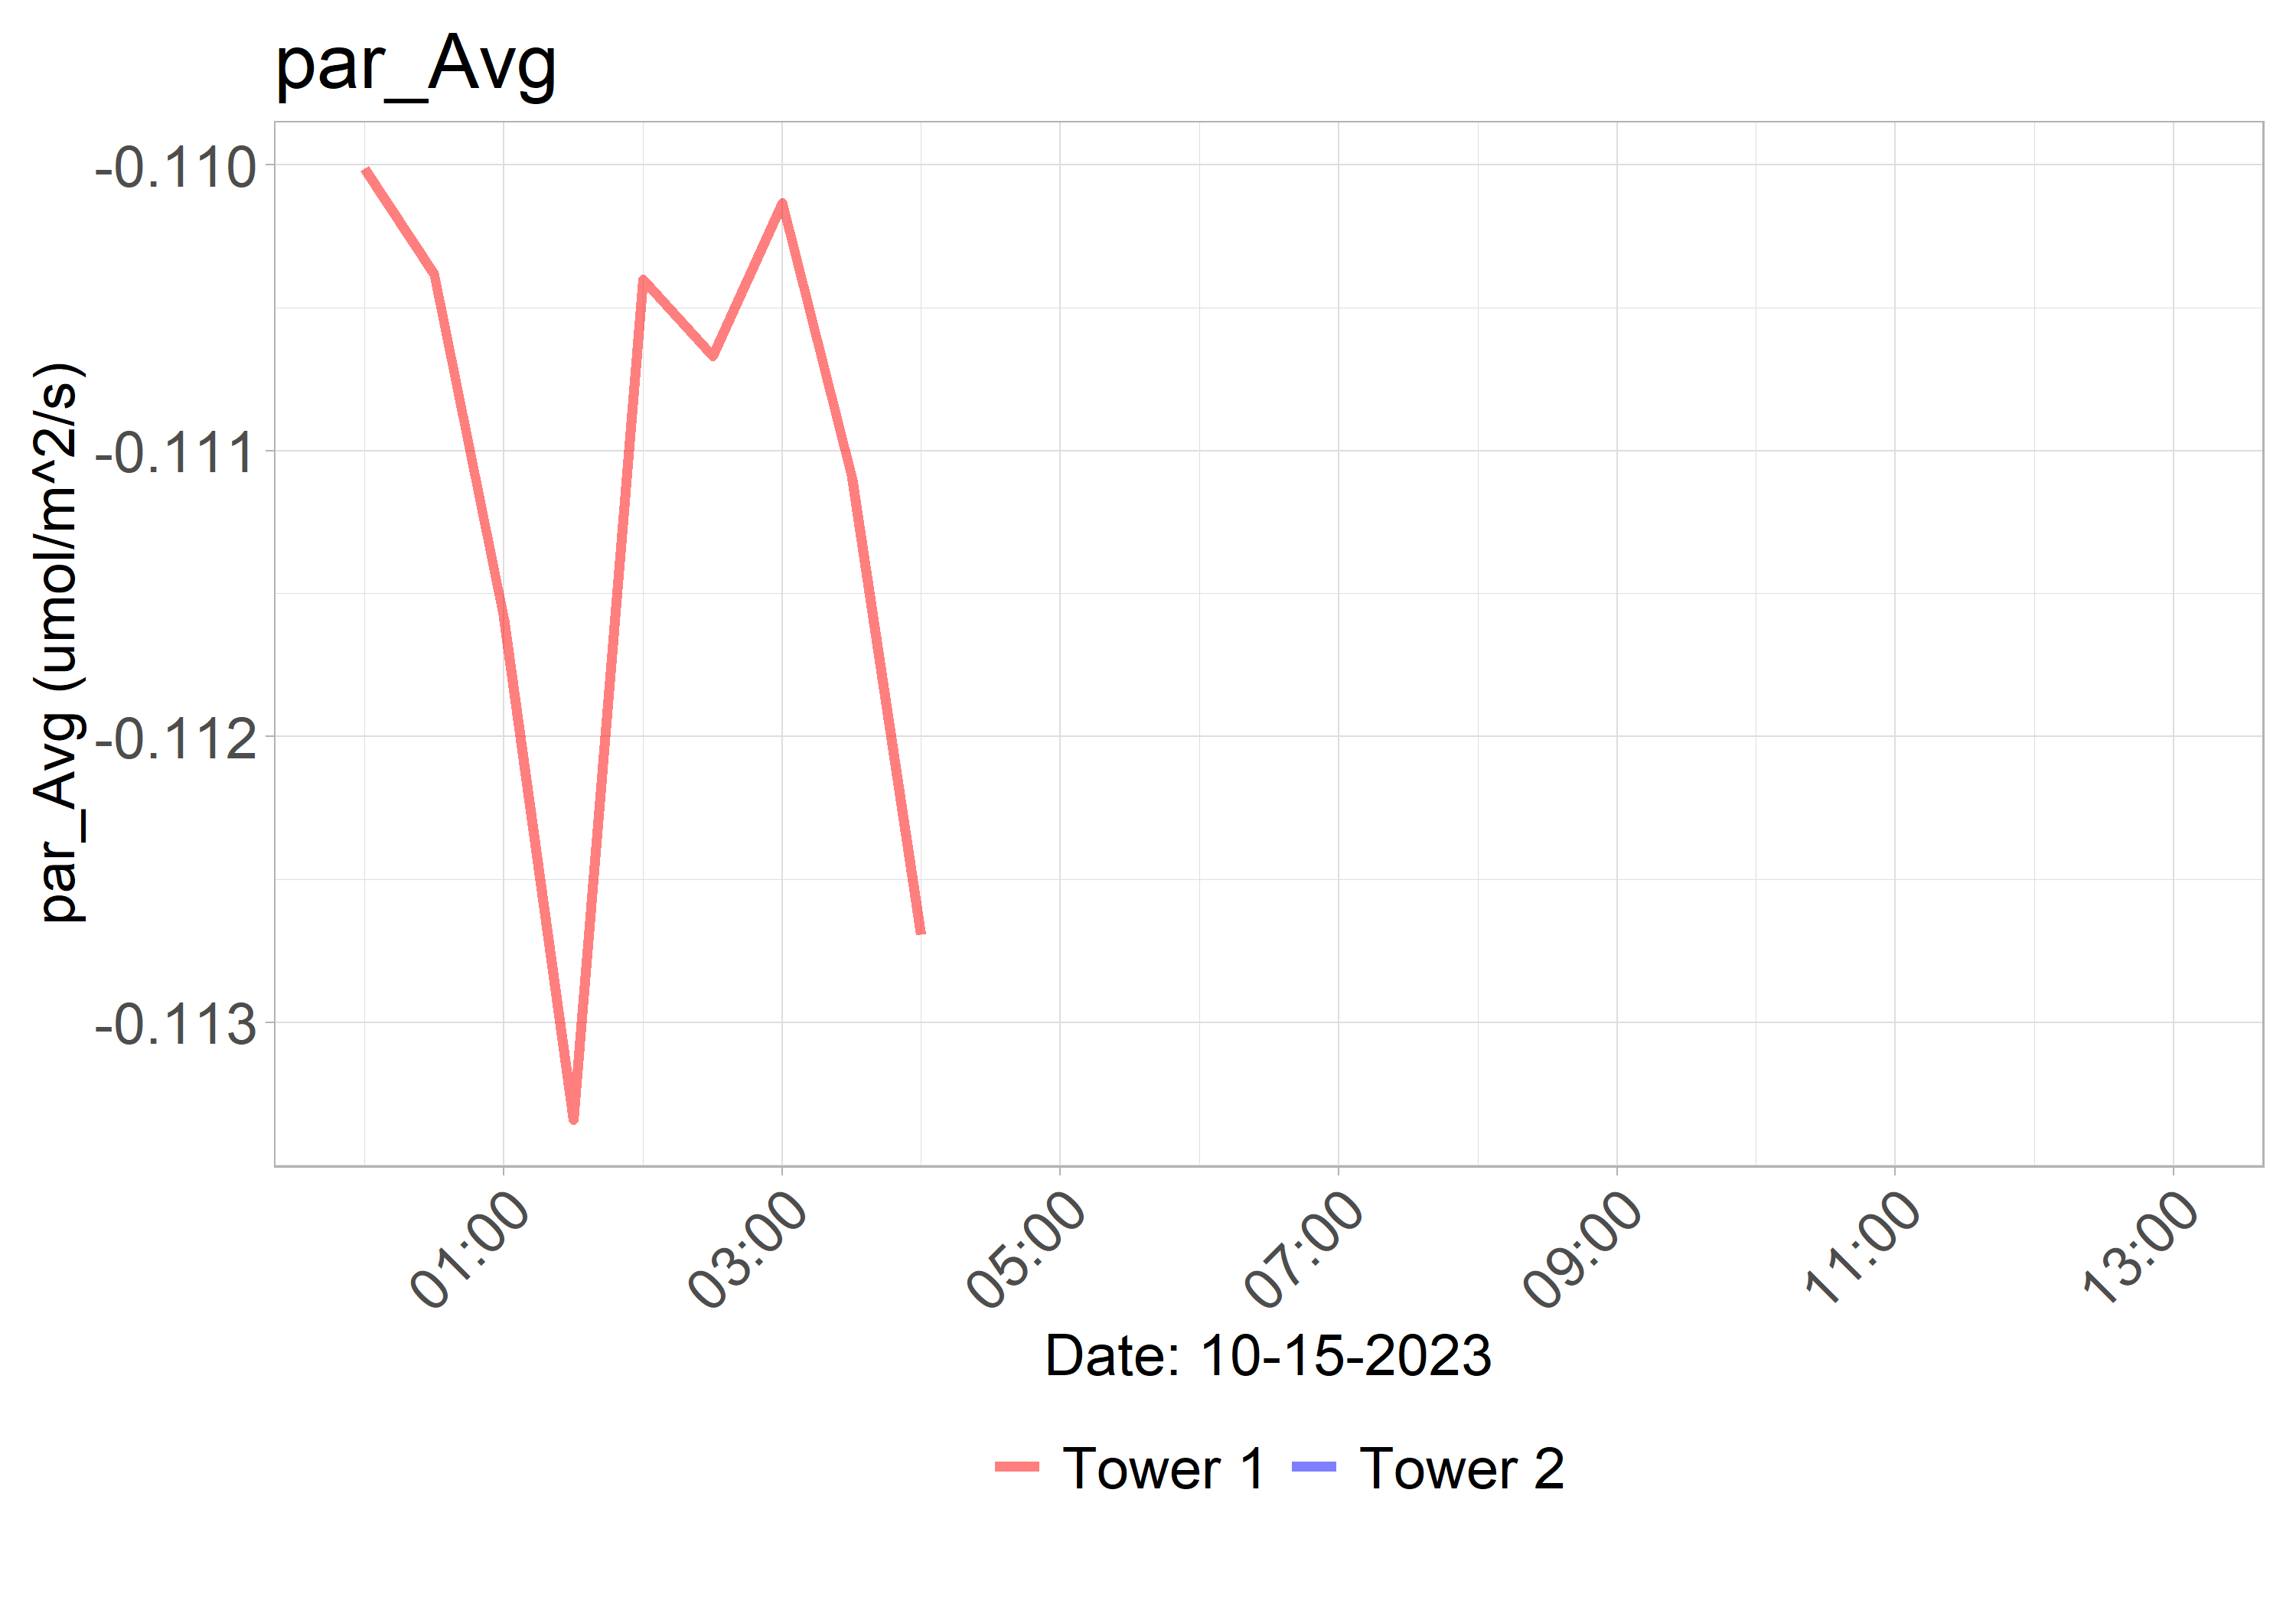 par_Avg
par_Avg (umol/m^2/s)
-0.110
-0.111
-0.112
-0.113
01:00
03:00
05:00
07:00
09:00
11:00
13:00
Date: 10-15-2023
Tower 1
Tower 2